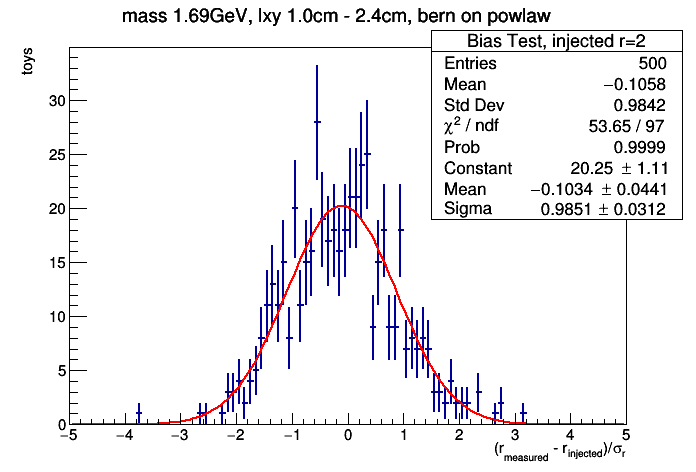 mass 1.69GeV, lxy 1.0cm - 2.4cm, bern on powlaw
Bias Test, injected r=2
Entries 500
Mean −0.1058
Std Dev 0.9842
χ² / ndf 53.65 / 97
Prob 0.9999
Constant 20.25 ± 1.11
Mean −0.1034 ± 0.0441
Sigma 0.9851 ± 0.0312
toys
30
25
20
15
10
5
0
−5 −4 −3 −2 −1 0 1 2 3 4 5
(r_measured - r_injected)/σ_r